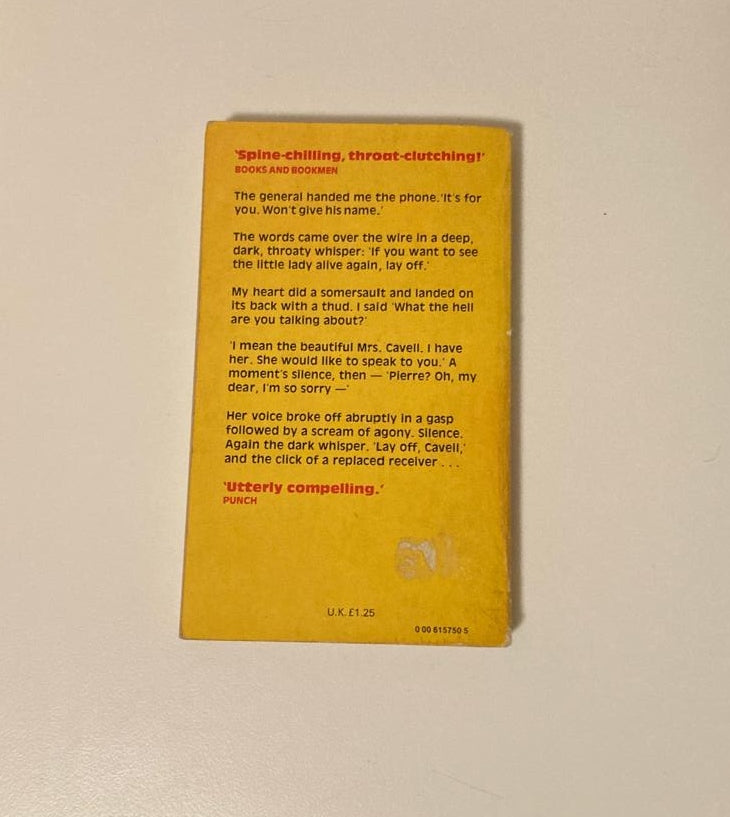 ‘Spine-chilling, throat-clutching!’
BOOKS AND BOOKMEN
The general handed me the phone. ‘It's for
you. Won't give his name.’
The words came over the wire in a deep,
dark, throaty whisper: ‘If you want to see
the little lady alive again, lay off.’
My heart did a somersault and landed on
its back with a thud. I said ‘What the hell
are you talking about?’
‘I mean the beautiful Mrs. Cavell. I have
her. She would like to speak to you.’ A
moment's silence, then — ‘Pierre? Oh, my
dear, I'm so sorry —’
Her voice broke off abruptly in a gasp
followed by a scream of agony. Silence.
Again the dark whisper. ‘Lay off, Cavell,’
and the click of a replaced receiver . . .
‘Utterly compelling.’
PUNCH
U.K. £1.25
0 00 615750 5